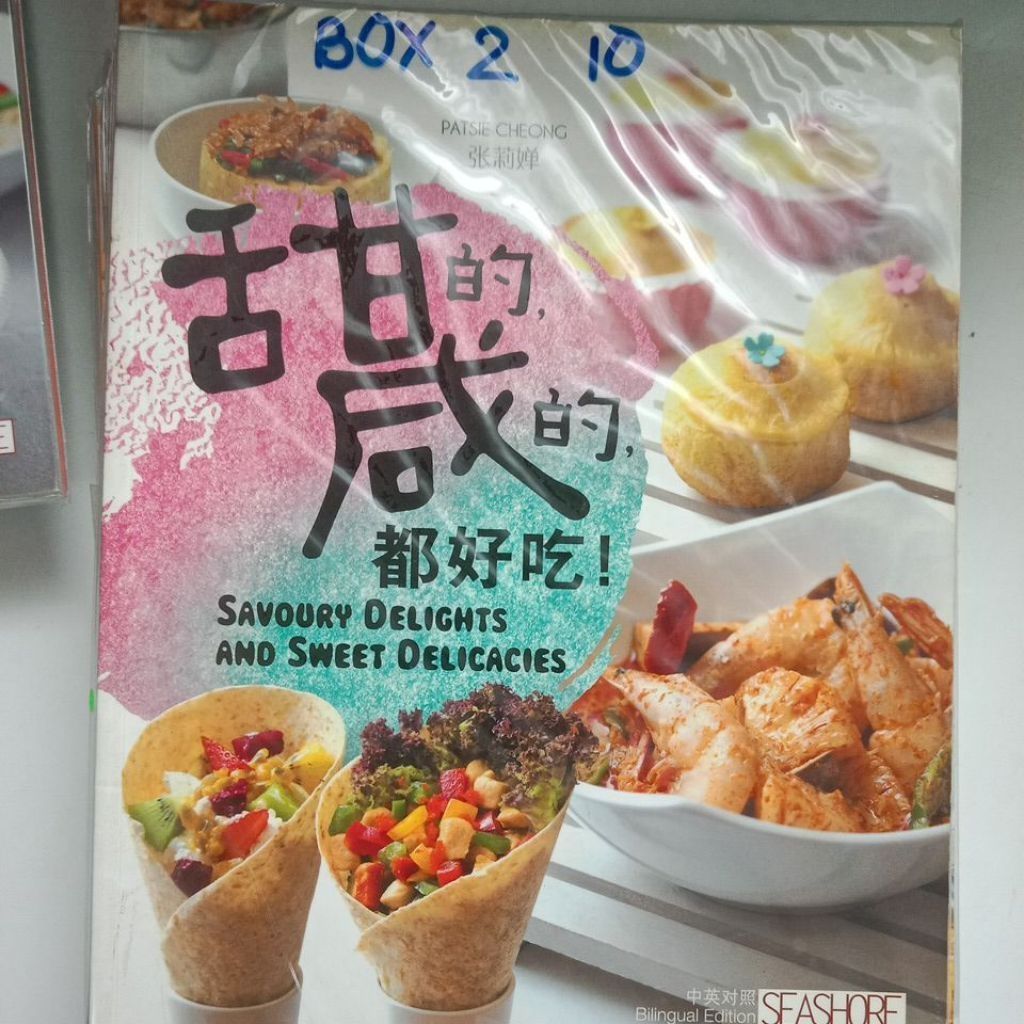 BOX 2 10
PATSIE CHEONG
张莉婵
甜的,
咸的,
都好吃!
SAVOURY DELIGHTS
AND SWEET DELICACIES
中英对照
Bilingual Edition
SEASHORE